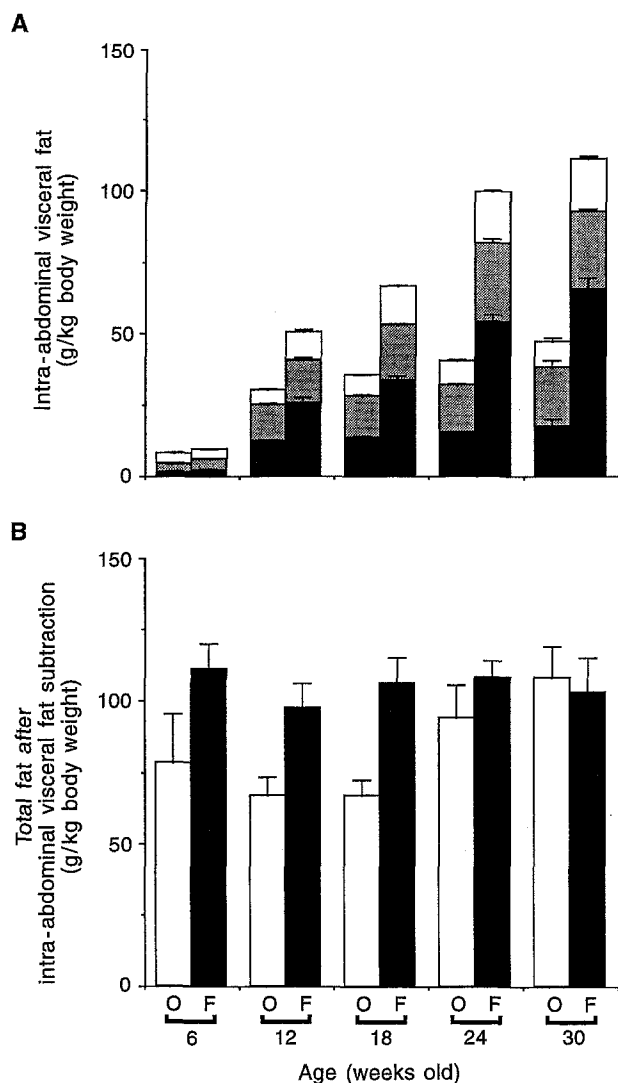 A
150
100
50
0
Intra-abdominal visceral fat
(g/kg body weight)
B
150
100
50
0
Total fat after
intra-abdominal visceral fat subtraction
(g/kg body weight)
O F O F O F O F O F
6 12 18 24 30
Age (weeks old)